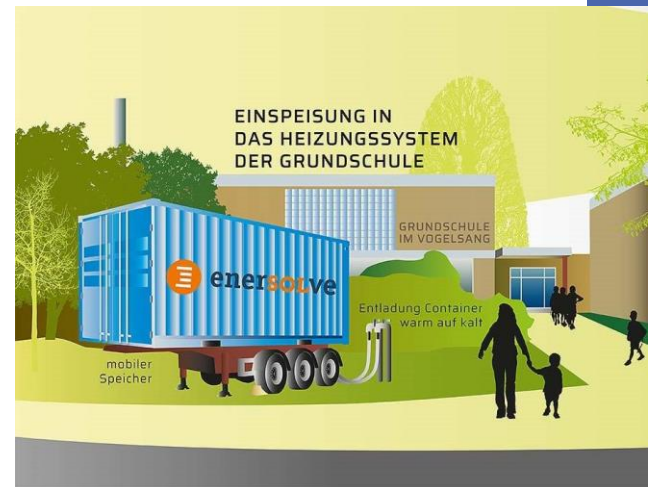 EINSPEISUNG IN
DAS HEIZUNGSSYSTEM
DER GRUNDSCHULE
GRUNDSCHULE
IM VOGELSANG
enersolve
Entladung Container
warm auf kalt
mobiler
Speicher